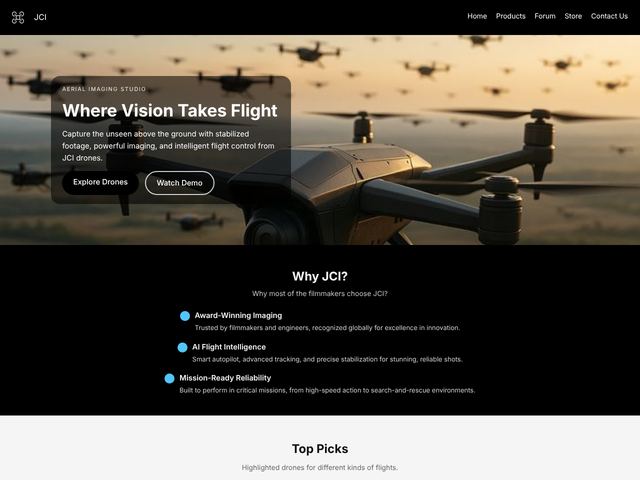 JCI
Home Products Forum Store Contact Us
AERIAL IMAGING STUDIO
Where Vision Takes Flight
Capture the unseen above the ground with stabilized
footage, powerful imaging, and intelligent flight control from
JCI drones.
Explore Drones Watch Demo
Why JCI?
Why most of the filmmakers choose JCI?
Award-Winning Imaging
Trusted by filmmakers and engineers, recognized globally for excellence in innovation.
AI Flight Intelligence
Smart autopilot, advanced tracking, and precise stabilization for stunning, reliable shots.
Mission-Ready Reliability
Built to perform in critical missions, from high-speed action to search-and-rescue environments.
Top Picks
Highlighted drones for different kinds of flights.